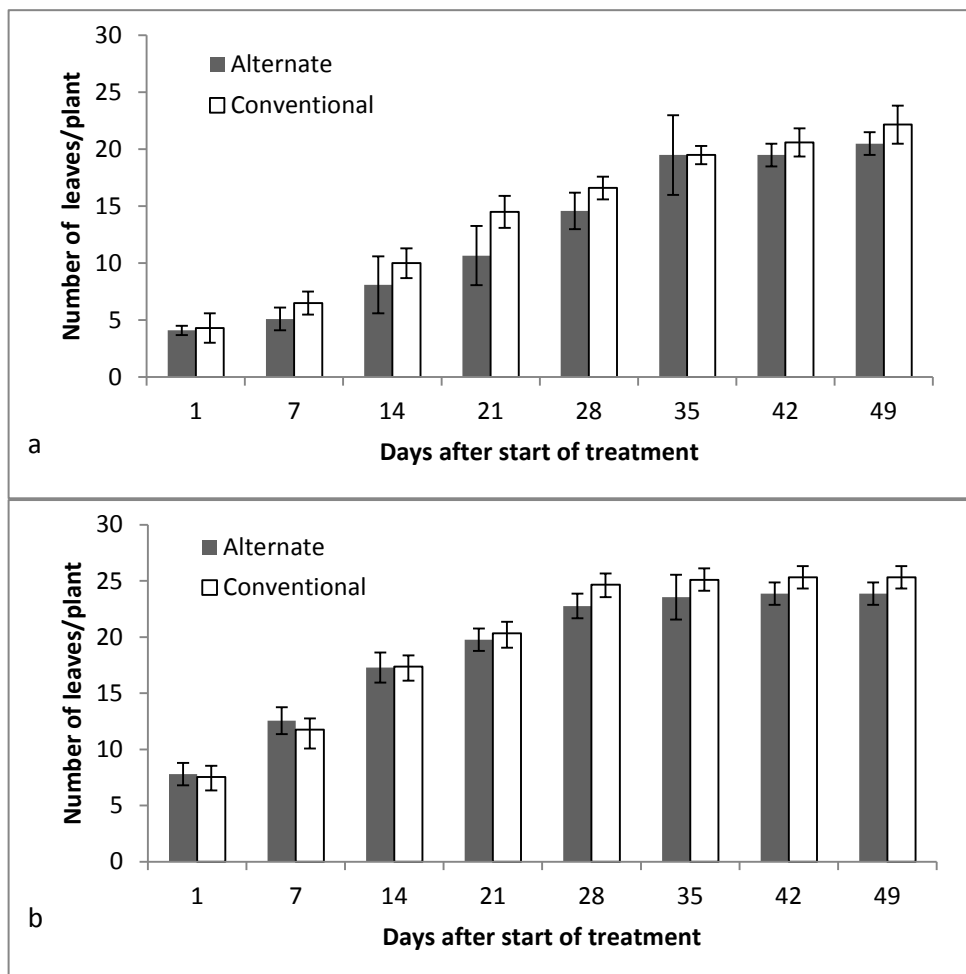 30
25
20
15
10
5
0
Number of leaves/plant
Alternate
Conventional
1 7 14 21 28 35 42 49
Days after start of treatment
a
30
25
20
15
10
5
0
Number of leaves/plant
Alternate
Conventional
1 7 14 21 28 35 42 49
Days after start of treatment
b